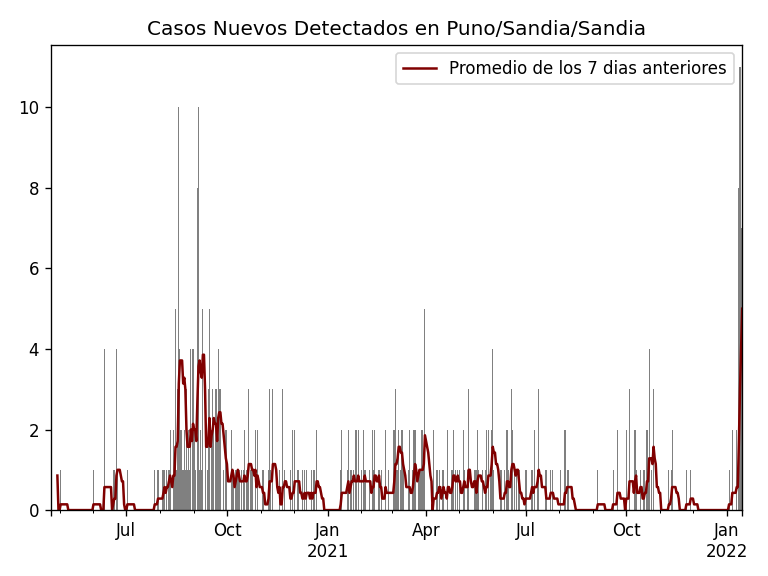 Casos Nuevos Detectados en Puno/Sandia/Sandia
Promedio de los 7 dias anteriores
10
8
6
4
2
0
Jul
Oct
Jan
2021
Apr
Jul
Oct
Jan
2022